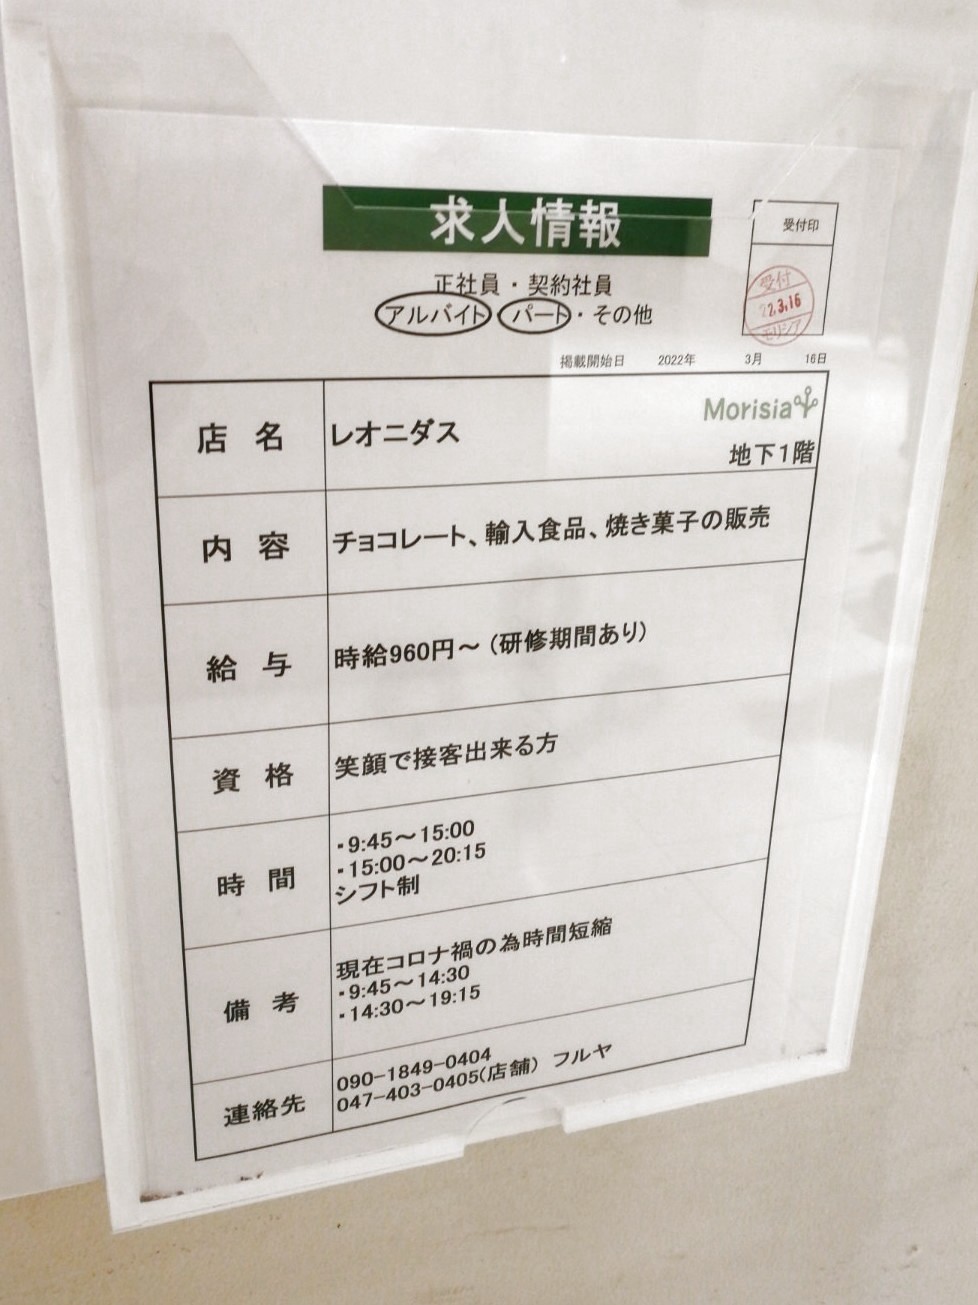 求人情報
正社員・契約社員
アルバイト・パート・その他
受付印
受付
22.3.16
モリシア
掲載開始日 2022年 3月 16日
店名 レオニダス
Morisia
地下1階
内容 チョコレート、輸入食品、焼き菓子の販売
給与 時給960円～（研修期間あり）
資格 笑顔で接客出来る方
時間
・9:45～15:00
・15:00～20:15
シフト制
備考
現在コロナ禍の為時間短縮
・9:45～14:30
・14:30～19:15
連絡先
090-1849-0404
047-403-0405(店舗) フルヤ